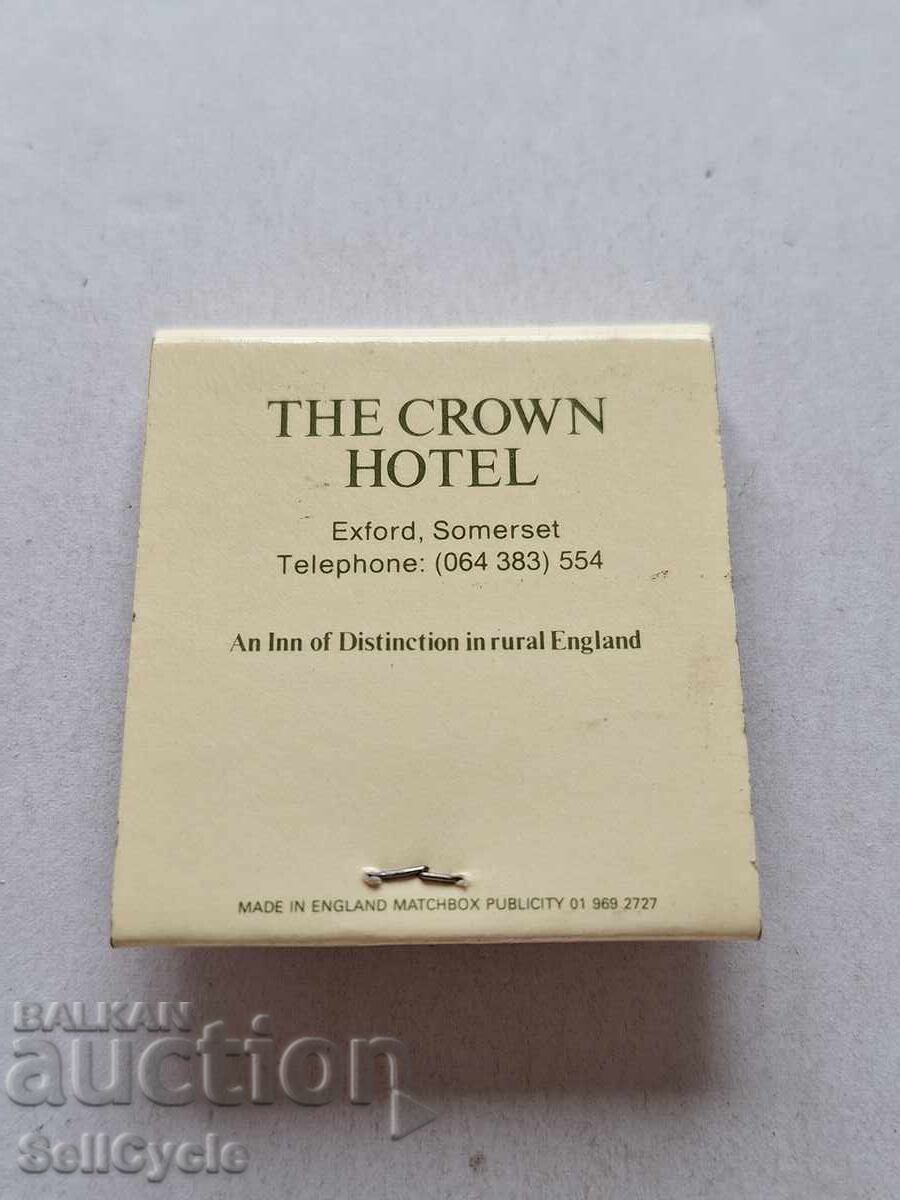 THE CROWN
HOTEL
Exford, Somerset
Telephone: (064 383) 554
An Inn of Distinction in rural England
MADE IN ENGLAND MATCHBOX PUBLICITY 01 969 2727
BALKAN
auction
SellCycle